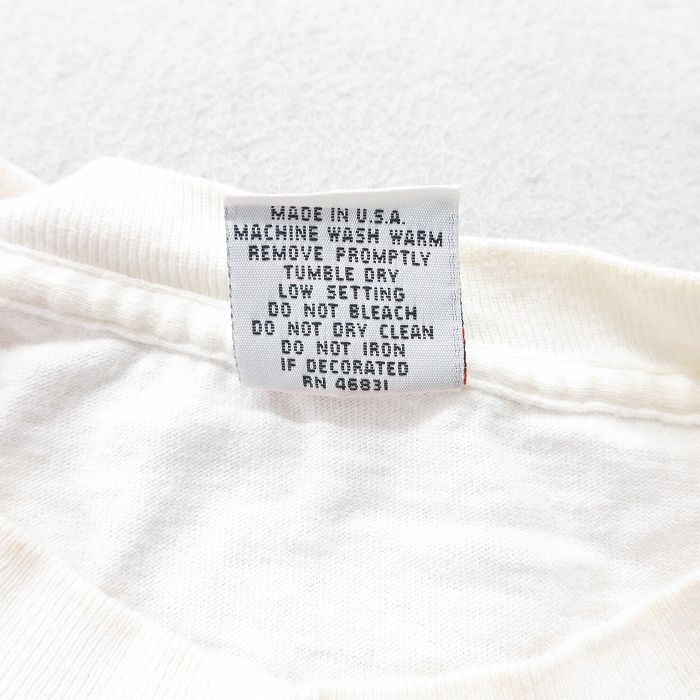 MADE IN U.S.A.
MACHINE WASH WARM
REMOVE PROMPTLY
TUMBLE DRY
LOW SETTING
DO NOT BLEACH
DO NOT DRY CLEAN
DO NOT IRON
IF DECORATED
RN 46831